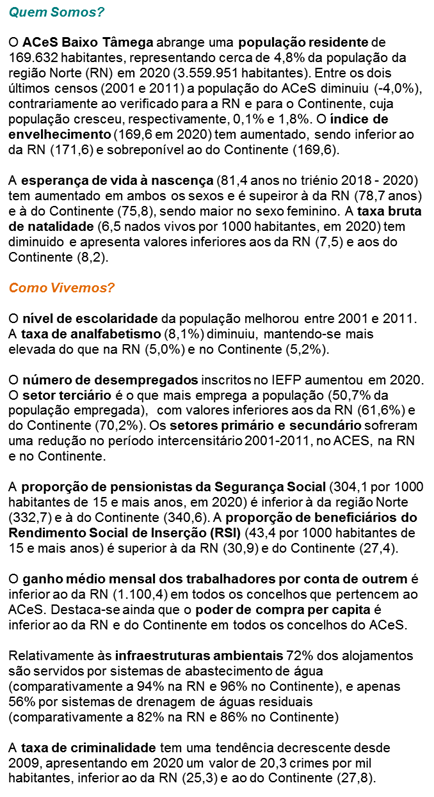 Quem Somos?
O ACeS Baixo Tâmega abrange uma população residente de
169.632 habitantes, representando cerca de 4,8% da população da
região Norte (RN) em 2020 (3.559.951 habitantes). Entre os dois
últimos censos (2001 e 2011) a população do ACeS diminuiu (-4,0%),
contrariamente ao verificado para a RN e para o Continente, cuja
população cresceu, respectivamente, 0,1% e 1,8%. O índice de
envelhecimento (169,6 em 2020) tem aumentado, sendo inferior ao
da RN (171,6) e sobreponível ao do Continente (169,6).
A esperança de vida à nascença (81,4 anos no triénio 2018 - 2020)
tem aumentado em ambos os sexos e é supeiror à da RN (78,7 anos)
e à do Continente (75,8), sendo maior no sexo feminino. A taxa bruta
de natalidade (6,5 nados vivos por 1000 habitantes, em 2020) tem
diminuido e apresenta valores inferiores aos da RN (7,5) e aos do
Continente (8,2).
Como Vivemos?
O nível de escolaridade da população melhorou entre 2001 e 2011.
A taxa de analfabetismo (8,1%) diminuiu, mantendo-se mais
elevada do que na RN (5,0%) e no Continente (5,2%).
O número de desempregados inscritos no IEFP aumentou em 2020.
O setor terciário é o que mais emprega a população (50,7% da
população empregada), com valores inferiores aos da RN (61,6%) e
do Continente (70,2%). Os setores primário e secundário sofreram
uma redução no período intercensitário 2001-2011, no ACES, na RN
e no Continente.
A proporção de pensionistas da Segurança Social (304,1 por 1000
habitantes de 15 e mais anos, em 2020) é inferior à da região Norte
(332,7) e à do Continente (340,6). A proporção de beneficiários do
Rendimento Social de Inserção (RSI) (43,4 por 1000 habitantes de
15 e mais anos) é superior à da RN (30,9) e do Continente (27,4).
O ganho médio mensal dos trabalhadores por conta de outrem é
inferior ao da RN (1.100,4) em todos os concelhos que pertencem ao
ACeS. Destaca-se ainda que o poder de compra per capita é
inferior ao da RN e do Continente em todos os concelhos do ACeS.
Relativamente às infraestruturas ambientais 72% dos alojamentos
são servidos por sistemas de abastecimento de água
(comparativamente a 94% na RN e 96% no Continente), e apenas
56% por sistemas de drenagem de águas residuais
(comparativamente a 82% na RN e 86% no Continente)
A taxa de criminalidade tem uma tendência decrescente desde
2009, apresentando em 2020 um valor de 20,3 crimes por mil
habitantes, inferior ao da RN (25,3) e ao do Continente (27,8).